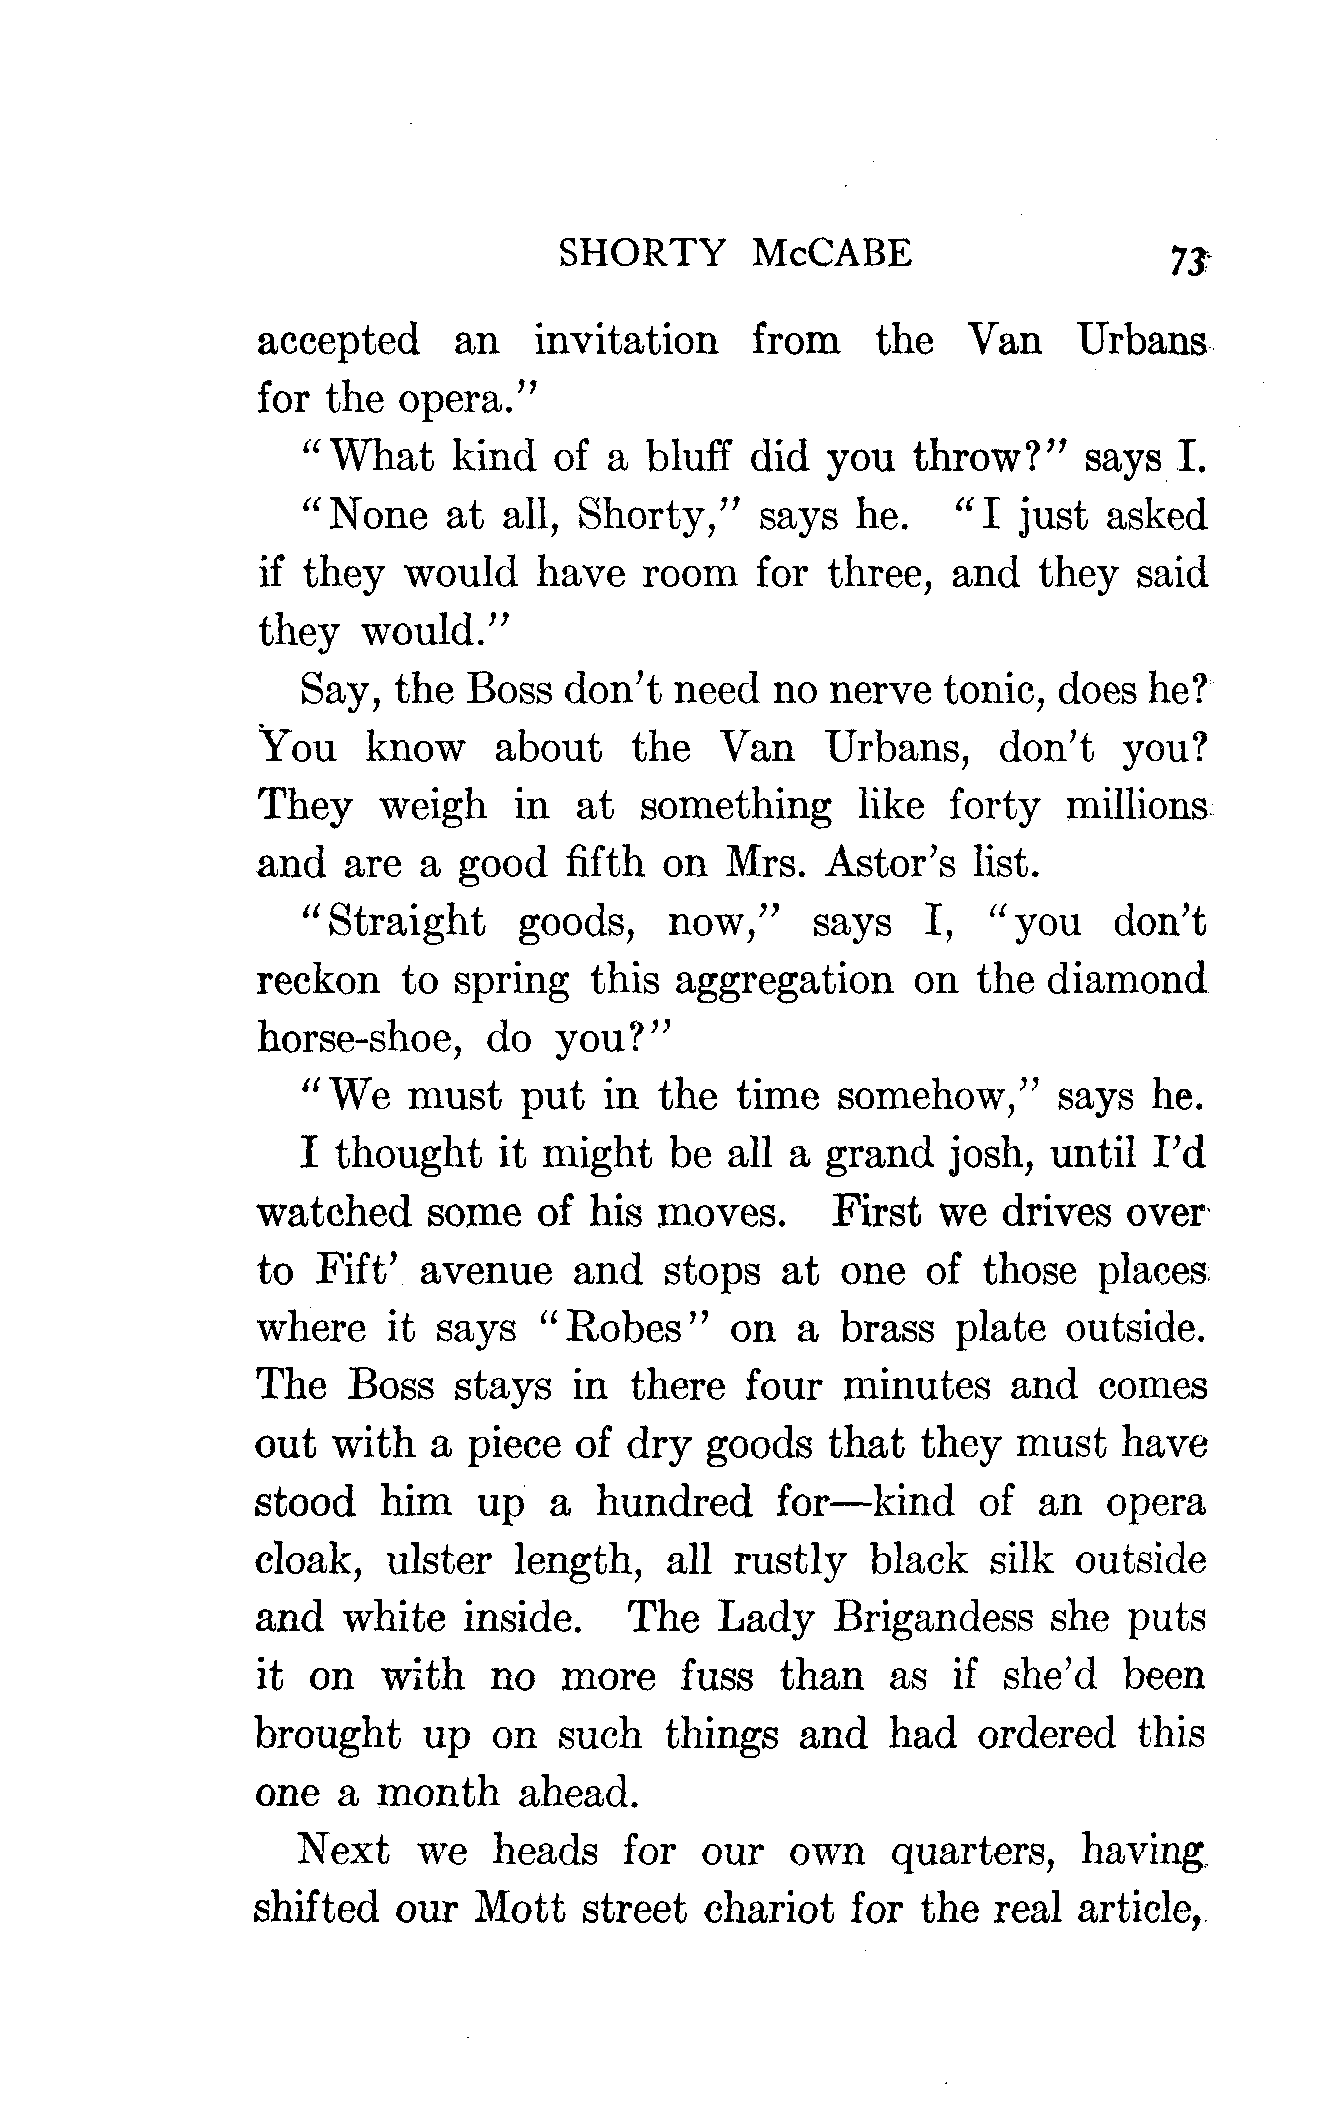 SHORTY McCABE 73
accepted an invitation from the Van Urbans
for the opera."
"What kind of a bluff did you throw?" says I.
"None at all, Shorty," says he. "I just asked
if they would have room for three, and they said
they would."
Say, the Boss don't need no nerve tonic, does he?
You know about the Van Urbans, don't you?
They weigh in at something like forty millions
and are a good fifth on Mrs. Astor's list.
"Straight goods, now," says I, "you don't
reckon to spring this aggregation on the diamond
horse-shoe, do you?"
"We must put in the time somehow," says he.
I thought it might be all a grand josh, until I'd
watched some of his moves. First we drives over
to Fift' avenue and stops at one of those places
where it says "Robes" on a brass plate outside.
The Boss stays in there four minutes and comes
out with a piece of dry goods that they must have
stood him up a hundred for—kind of an opera
cloak, ulster length, all rustly black silk outside
and white inside. The Lady Brigandess she puts
it on with no more fuss than as if she'd been
brought up on such things and had ordered this
one a month ahead.
Next we heads for our own quarters, having
shifted our Mott street chariot for the real article,